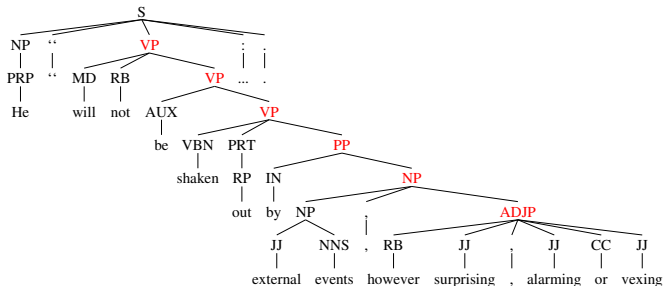 S
NP “ VP : .
PRP “ MD RB VP ... .
He will not AUX VP
be VBN PRT PP
shaken RP IN NP
out by NP , ADJP
JJ NNS , RB JJ , JJ CC JJ
external events however surprising , alarming or vexing